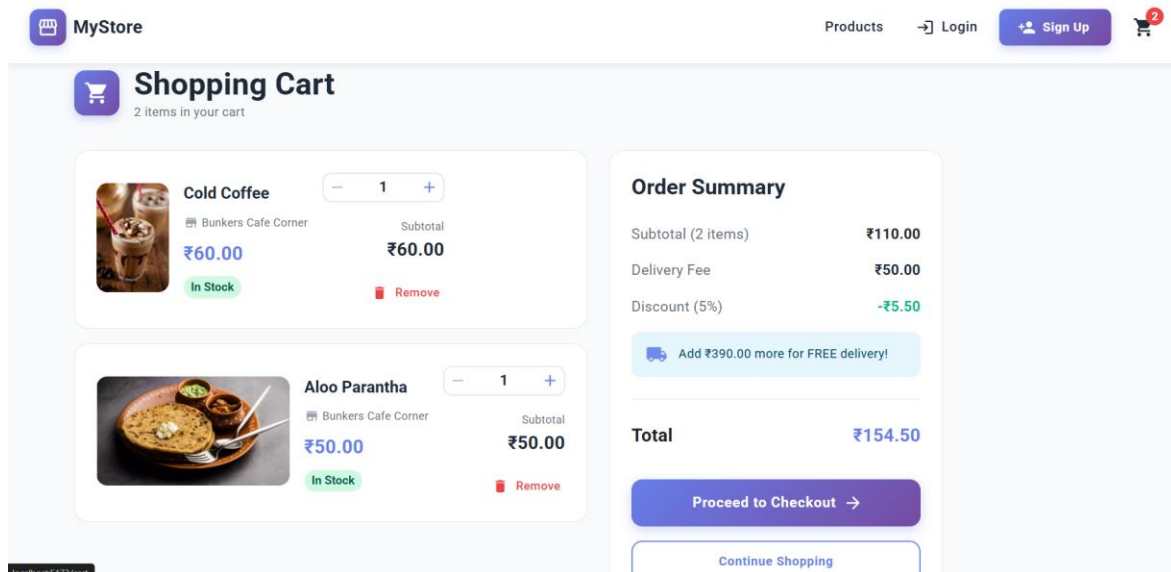 MyStore
Products
Login
Sign Up
2
Shopping Cart
2 items in your cart
Cold Coffee
1
Bunkers Cafe Corner
Subtotal
₹60.00
₹60.00
In Stock
Remove
Aloo Parantha
1
Bunkers Cafe Corner
Subtotal
₹50.00
₹50.00
In Stock
Remove
Order Summary
Subtotal (2 items) ₹110.00
Delivery Fee ₹50.00
Discount (5%) -₹5.50
Add ₹390.00 more for FREE delivery!
Total ₹154.50
Proceed to Checkout →
Continue Shopping